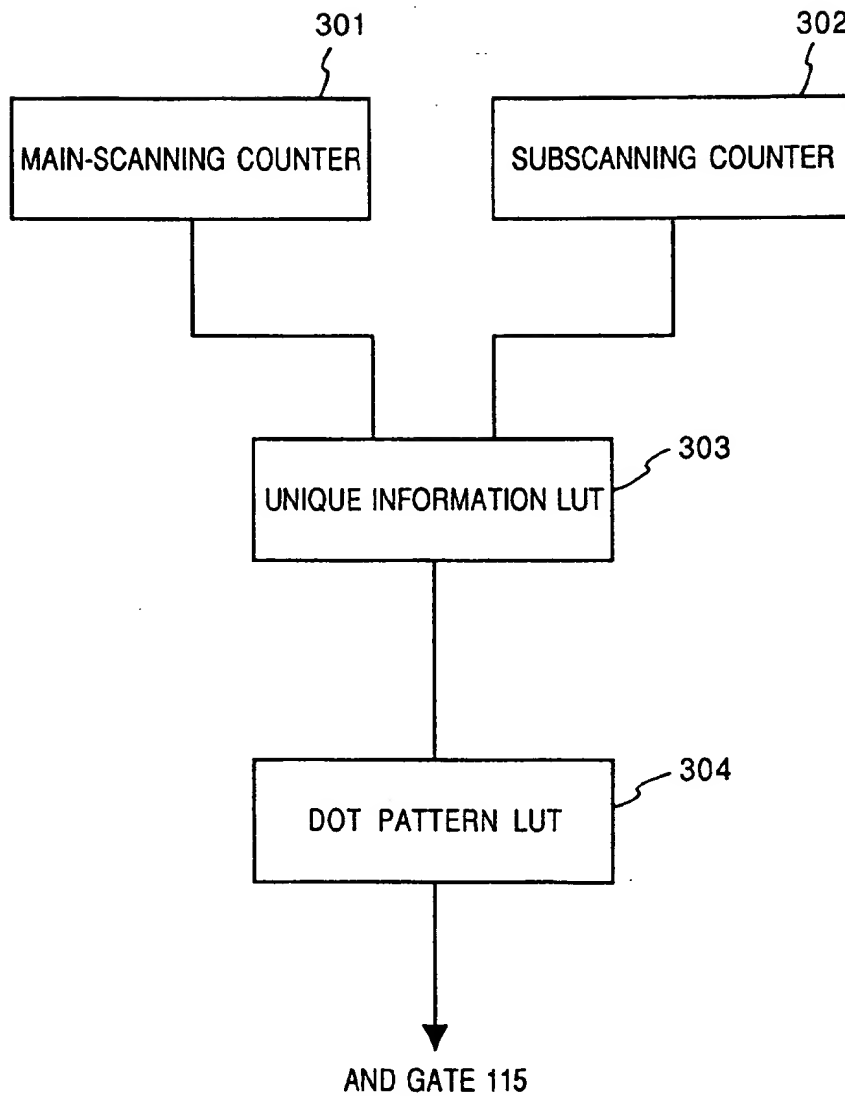 301
302
MAIN-SCANNING COUNTER
SUBSCANNING COUNTER
303
UNIQUE INFORMATION LUT
304
DOT PATTERN LUT
AND GATE 115